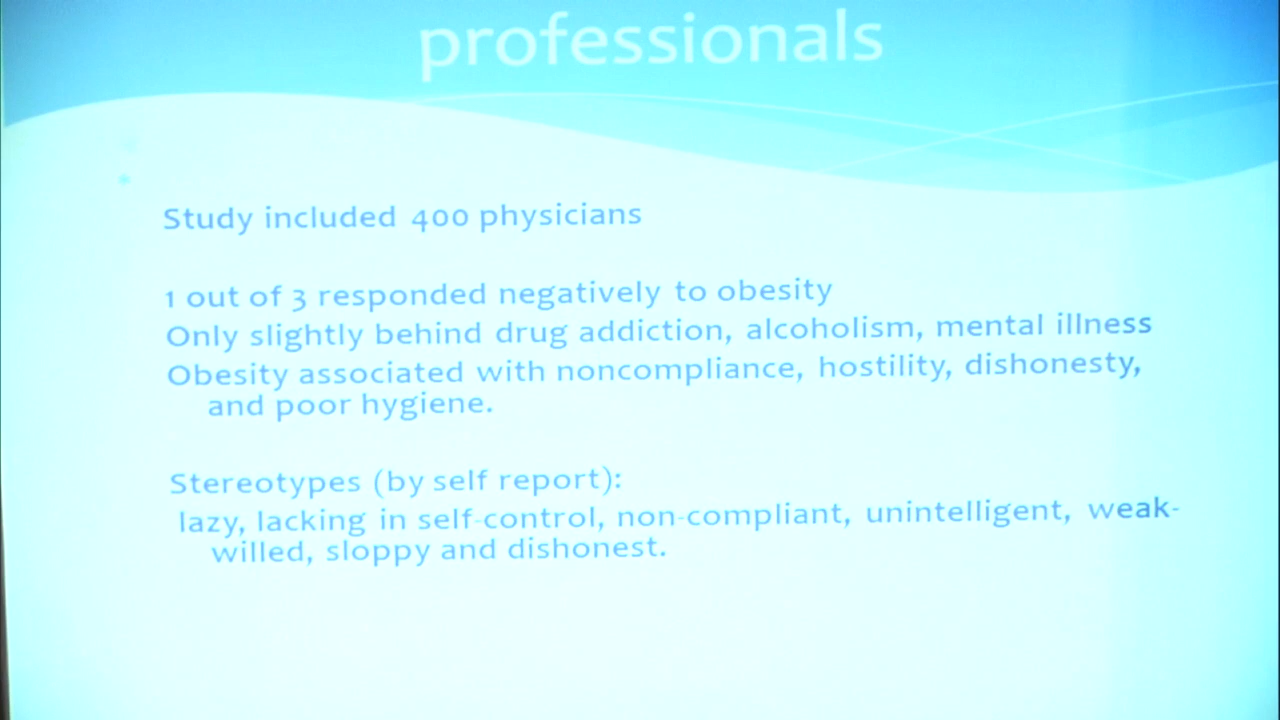 professionals
Study included 400 physicians
1 out of 3 responded negatively to obesity
Only slightly behind drug addiction, alcoholism, mental illness
Obesity associated with noncompliance, hostility, dishonesty,
and poor hygiene.
Stereotypes (by self report):
lazy, lacking in self-control, non-compliant, unintelligent, weak-
willed, sloppy and dishonest.